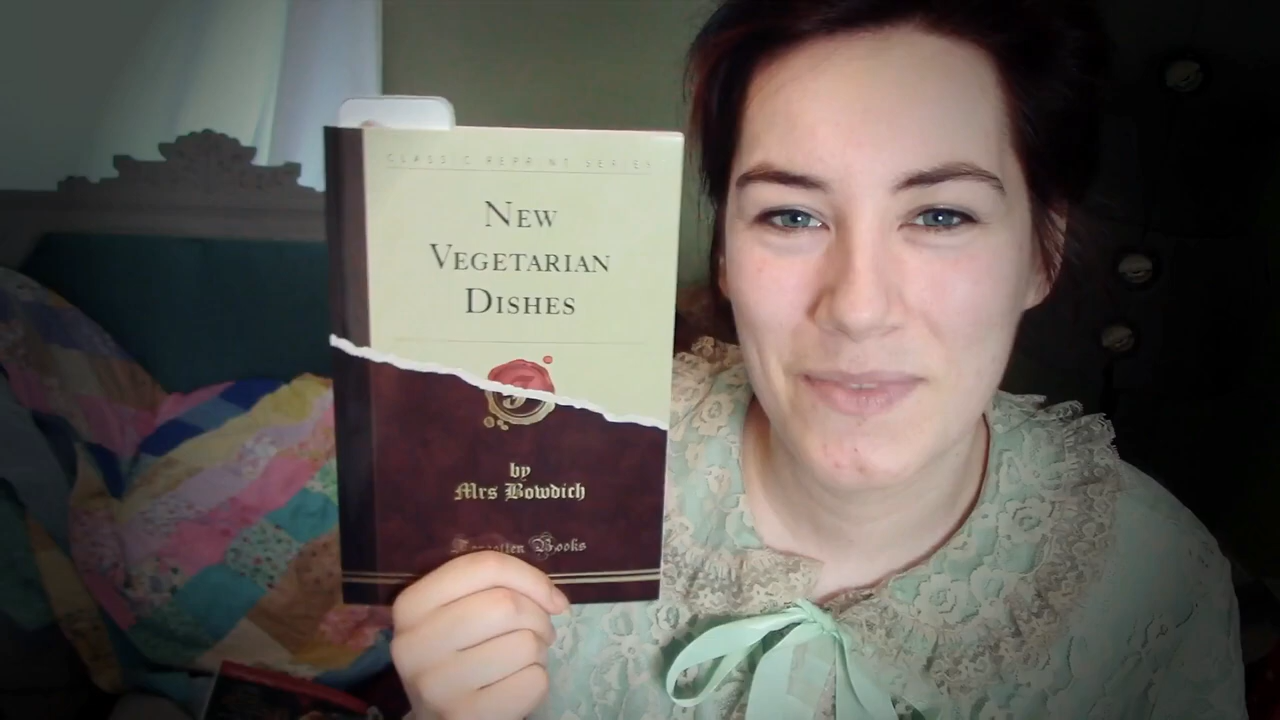 CLASSIC REPRINT SERIES
NEW
VEGETARIAN
DISHES
by
Mrs Bowdich
Forgotten Books